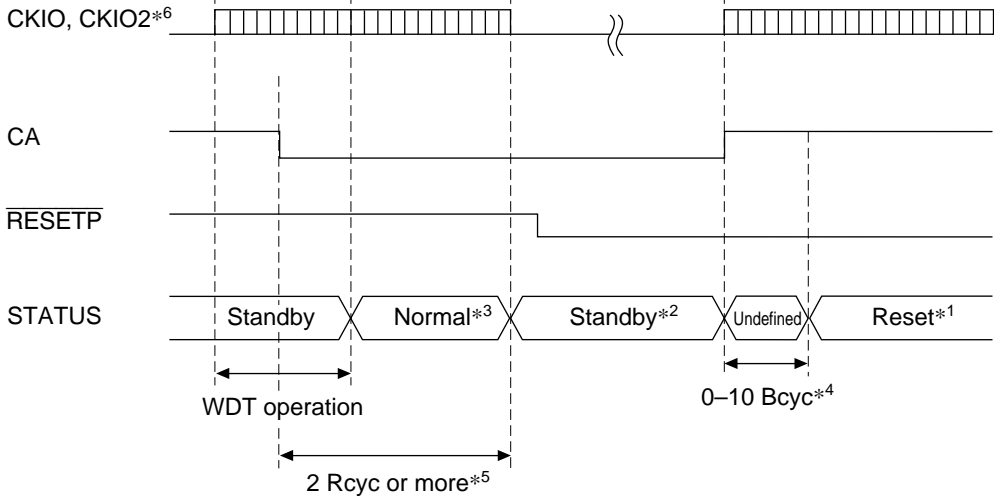 CKIO, CKIO2*6
CA
RESETP
STATUS
Standby
Normal*3
Standby*2
Undefined
Reset*1
WDT operation
0–10 Bcyc*4
2 Rcyc or more*5